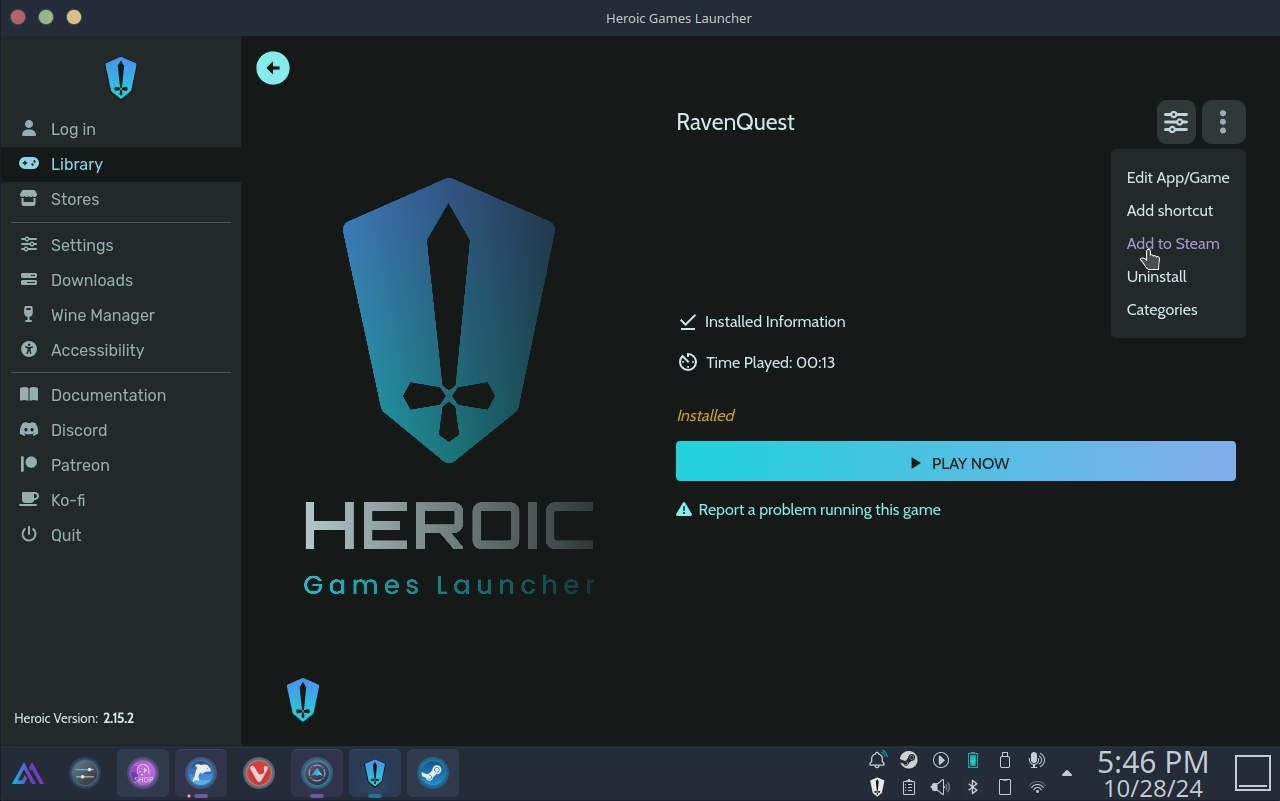 Heroic Games Launcher
Log in
Library
Stores
Settings
Downloads
Wine Manager
Accessibility
Documentation
Discord
Patreon
Ko-fi
Quit
Heroic Version: 2.15.2
HEROIC
Games Launcher
RavenQuest
Edit App/Game
Add shortcut
Add to Steam
Uninstall
Categories
Installed Information
Time Played: 00:13
Installed
PLAY NOW
Report a problem running this game
SHOP
5:46 PM
10/28/24